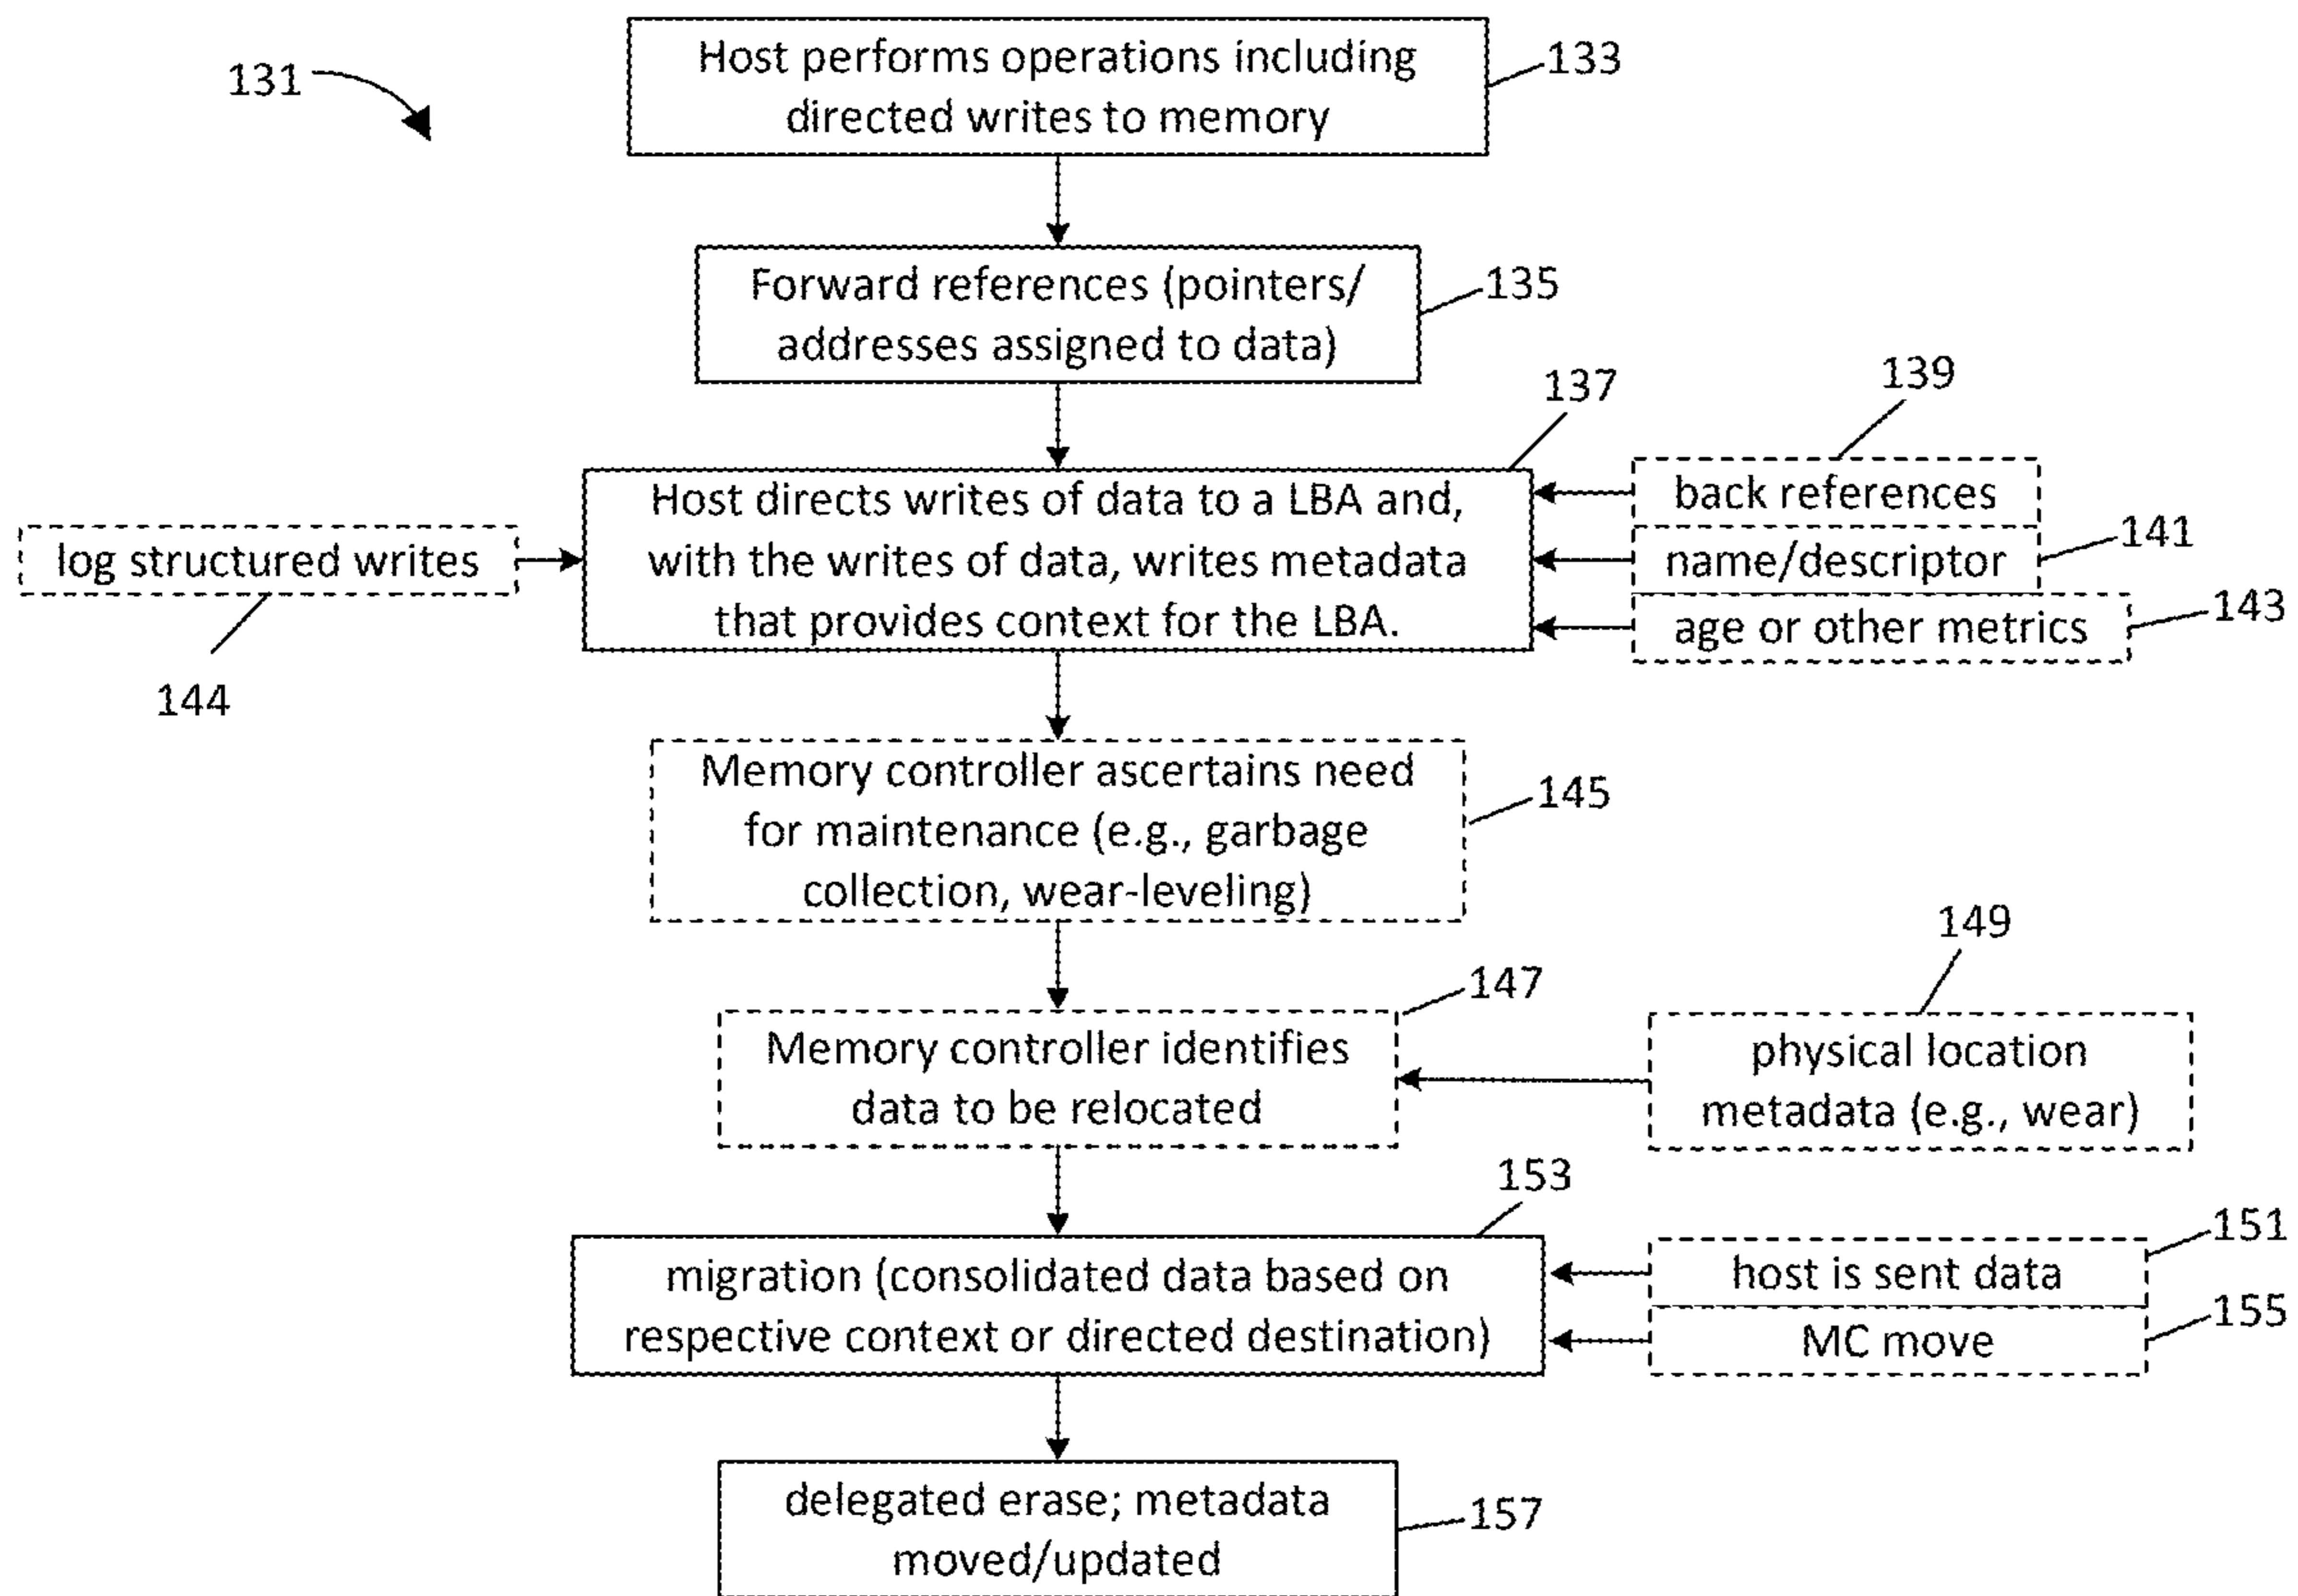 131
Host performs operations including
directed writes to memory
133
Forward references (pointers/
addresses assigned to data)
135
137
139
Host directs writes of data to a LBA and,
with the writes of data, writes metadata
that provides context for the LBA.
back references
name/descriptor
141
age or other metrics
143
log structured writes
144
Memory controller ascertains need
for maintenance (e.g., garbage
collection, wear-leveling)
145
147
Memory controller identifies
data to be relocated
149
physical location
metadata (e.g., wear)
153
migration (consolidated data based on
respective context or directed destination)
host is sent data
151
MC move
155
delegated erase; metadata
moved/updated
157